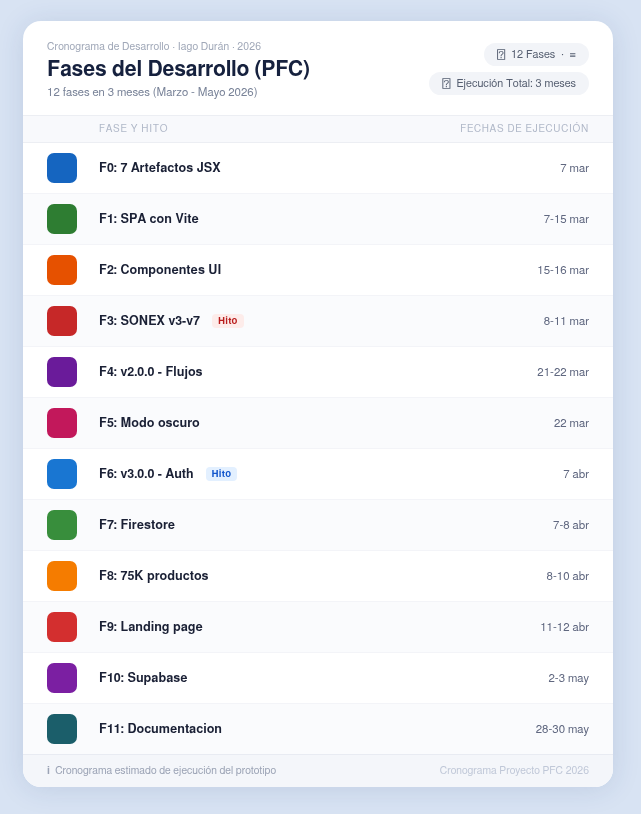 Cronograma de Desarrollo · Iago Durán · 2026
Fases del Desarrollo (PFC)
12 fases en 3 meses (Marzo - Mayo 2026)
12 Fases · ≡
Ejecución Total: 3 meses
FASE Y HITO FECHAS DE EJECUCIÓN
F0: 7 Artefactos JSX 7 mar
F1: SPA con Vite 7-15 mar
F2: Componentes UI 15-16 mar
F3: SONEX v3-v7 Hito 8-11 mar
F4: v2.0.0 - Flujos 21-22 mar
F5: Modo oscuro 22 mar
F6: v3.0.0 - Auth Hito 7 abr
F7: Firestore 7-8 abr
F8: 75K productos 8-10 abr
F9: Landing page 11-12 abr
F10: Supabase 2-3 may
F11: Documentacion 28-30 may
i Cronograma estimado de ejecución del prototipo Cronograma Proyecto PFC 2026